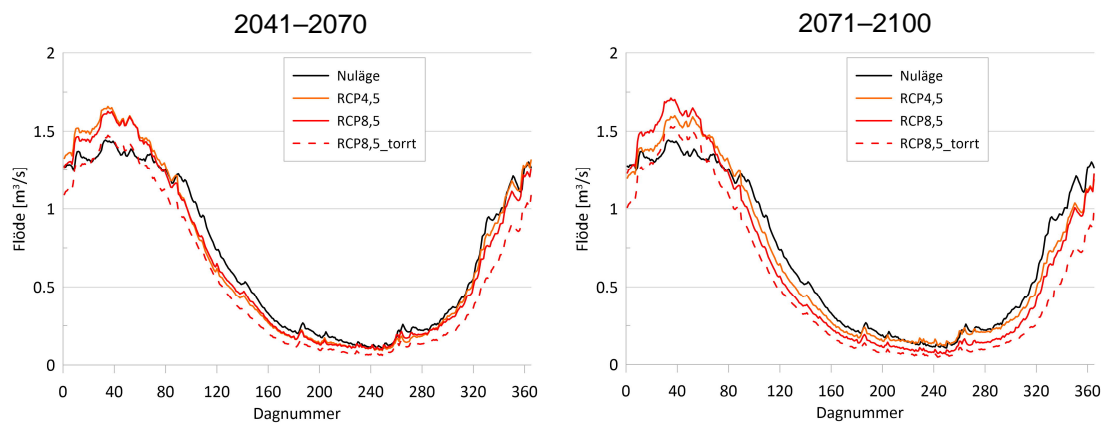 2041–2070
2
1.5
1
0.5
0
Flöde [m³/s]
0 40 80 120 160 200 240 280 320 360
Dagnummer
Nuläge
RCP4,5
RCP8,5
RCP8,5_torrt
2071–2100
2
1.5
1
0.5
0
Flöde [m³/s]
0 40 80 120 160 200 240 280 320 360
Dagnummer
Nuläge
RCP4,5
RCP8,5
RCP8,5_torrt